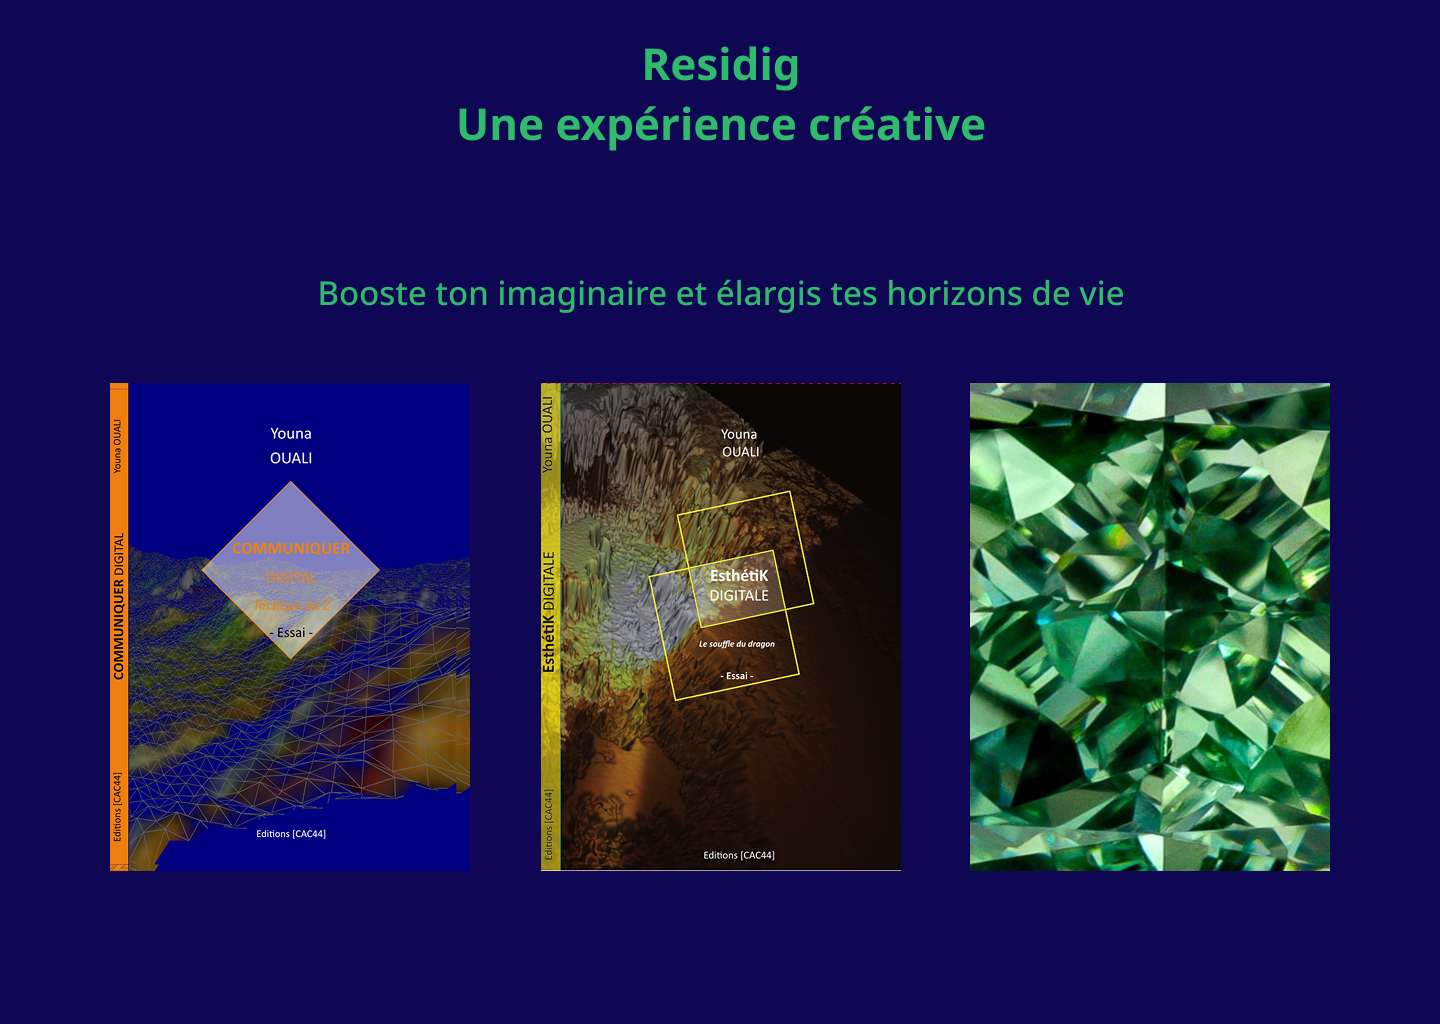 Residig
Une expérience créative
Booste ton imaginaire et élargis tes horizons de vie
Youna OUALI
COMMUNIQUER DIGITAL
Editions [CAC44]
Youna
OUALI
COMMUNIQUER
DIGITAL
- Essai -
Editions [CAC44]
Youna OUALI
EsthétiK DIGITALE
Editions [CAC44]
Youna
OUALI
EsthétiK
DIGITALE
Le souffle du dragon
- Essai -
Editions [CAC44]